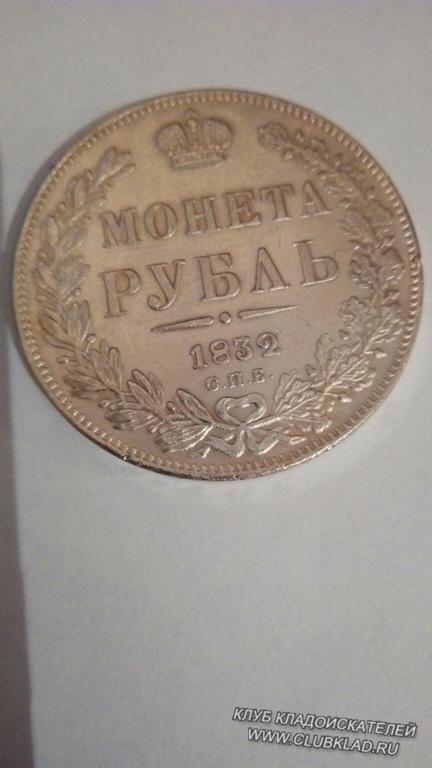 МОНЕТА
РУБЛЬ
1832
С.П.Б.
КЛУБ КЛАДОИСКАТЕЛЕЙ
WWW.CLUBKLAD.RU